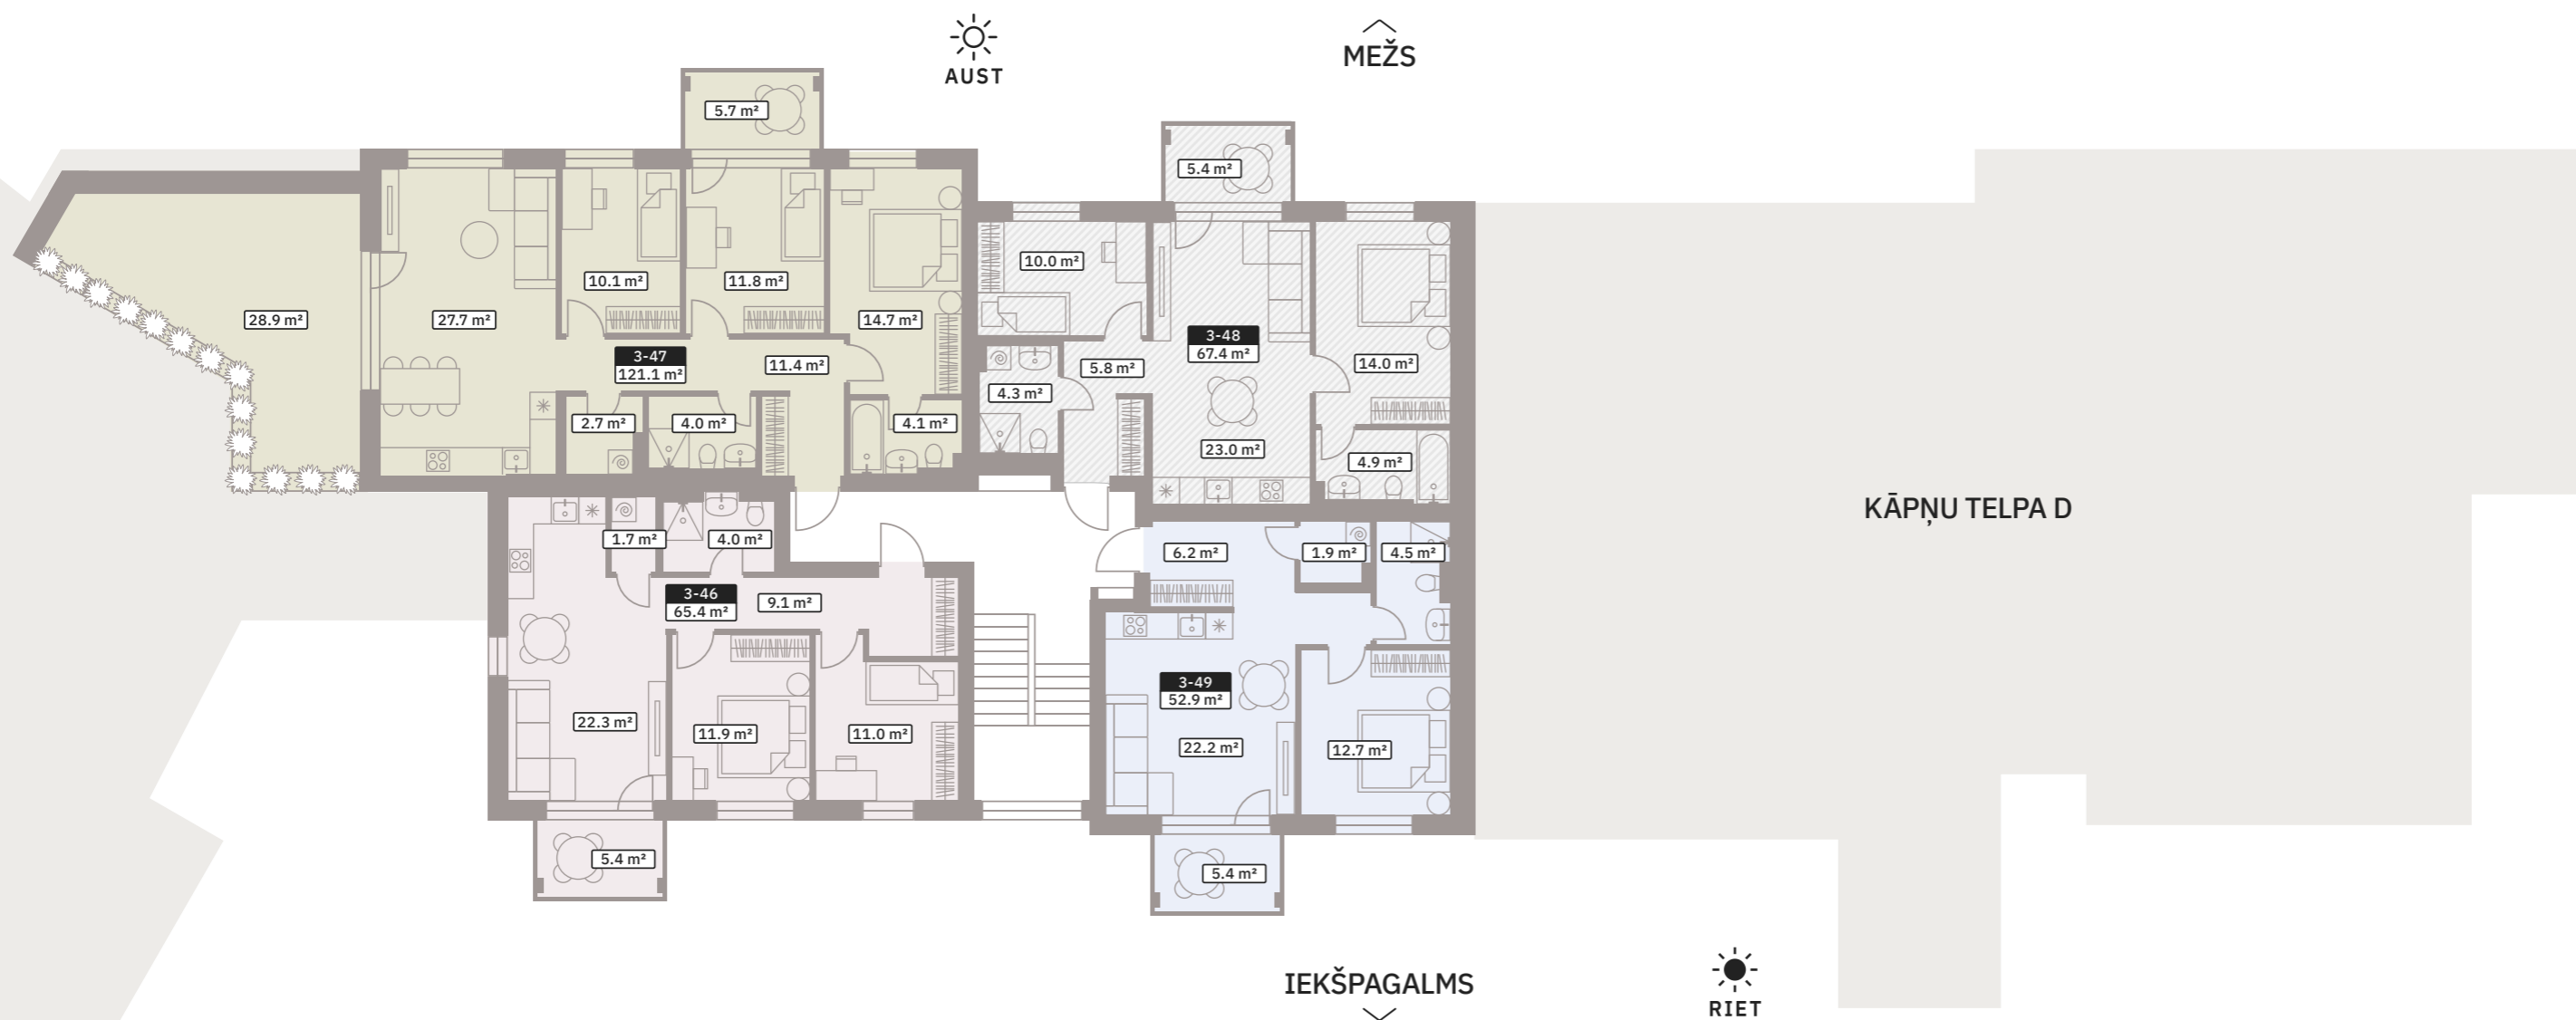 AUST
MEŽS
5.7 m²
5.4 m²
10.1 m²
11.8 m²
10.0 m²
28.9 m²
27.7 m²
14.7 m²
3-47
121.1 m²
11.4 m²
3-48
67.4 m²
5.8 m²
14.0 m²
4.3 m²
2.7 m²
4.0 m²
4.1 m²
23.0 m²
4.9 m²
KĀPŅU TELPA D
1.7 m²
4.0 m²
6.2 m²
1.9 m²
4.5 m²
3-46
65.4 m²
9.1 m²
3-49
52.9 m²
22.3 m²
11.9 m²
11.0 m²
22.2 m²
12.7 m²
5.4 m²
5.4 m²
IEKŠPAGALMS
RIET